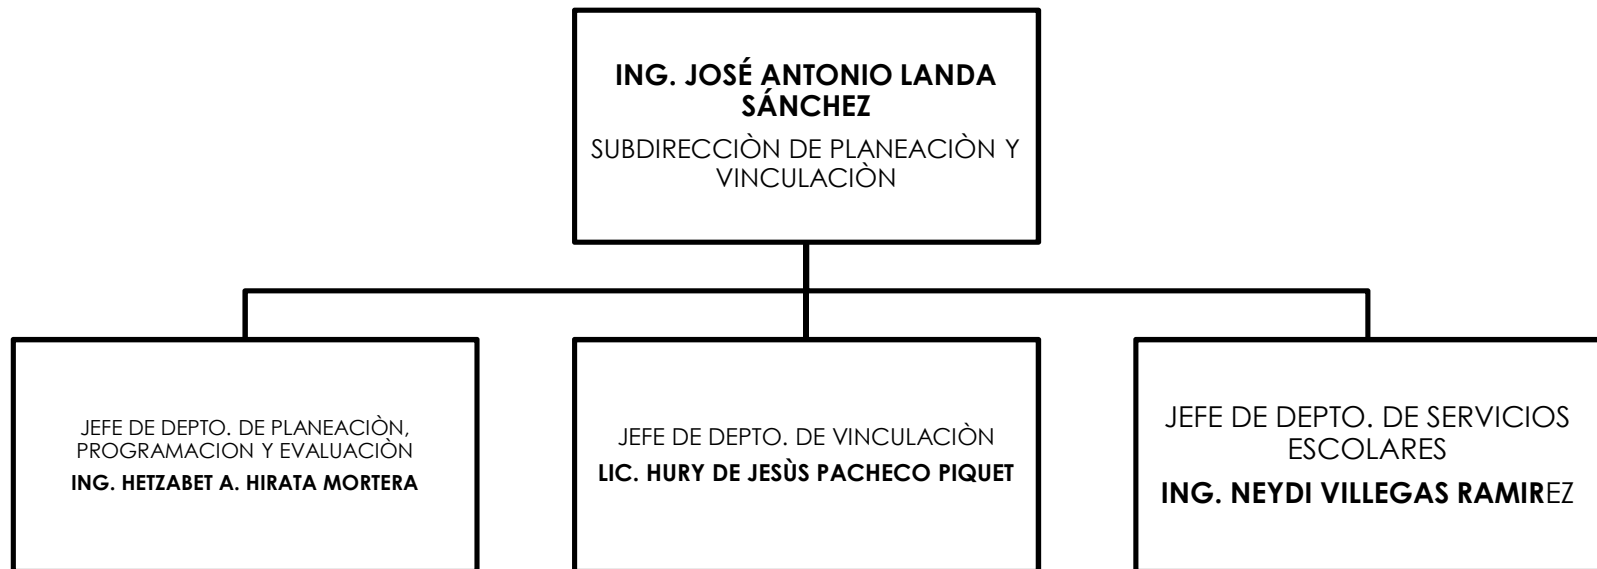 ING. JOSÉ ANTONIO LANDA
SÁNCHEZ
SUBDIRECCIÒN DE PLANEACIÒN Y
VINCULACIÒN
JEFE DE DEPTO. DE PLANEACIÒN,
PROGRAMACION Y EVALUACIÒN
ING. HETZABET A. HIRATA MORTERA
JEFE DE DEPTO. DE VINCULACIÒN
LIC. HURY DE JESÙS PACHECO PIQUET
JEFE DE DEPTO. DE SERVICIOS
ESCOLARES
ING. NEYDI VILLEGAS RAMIREZ